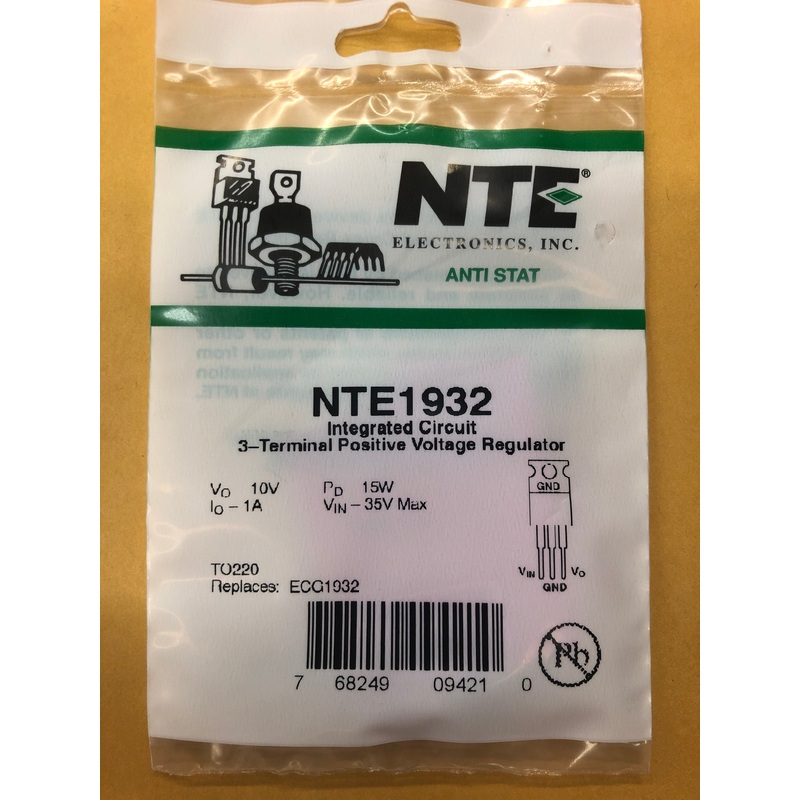 NTE®
ELECTRONICS, INC.
ANTI STAT
NTE1932
Integrated Circuit
3–Terminal Positive Voltage Regulator
VO 10V PD 15W
IO – 1A VIN – 35V Max
GND
VIN VO
GND
TO220
Replaces: ECG1932
7 68249 09421 0
Pb